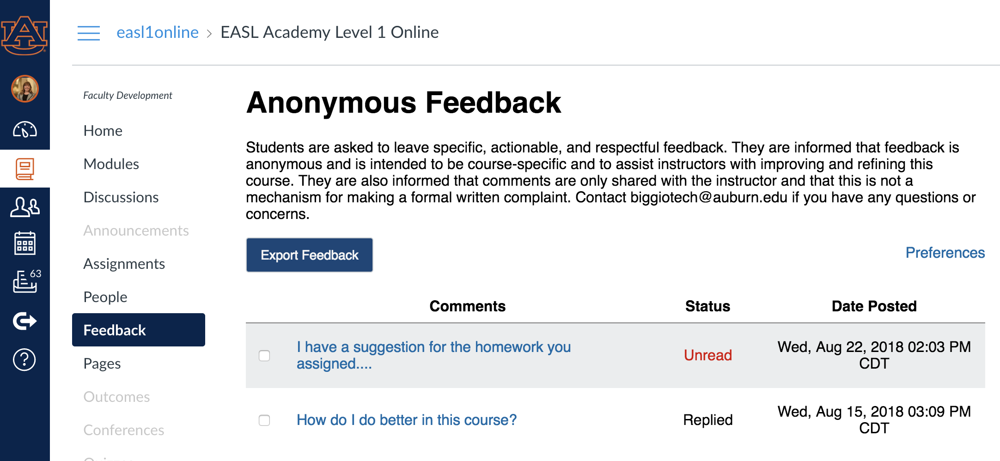 easl1online > EASL Academy Level 1 Online
Faculty Development
Home
Modules
Discussions
Announcements
Assignments
People
Feedback
Pages
Outcomes
Conferences
63
Anonymous Feedback
Students are asked to leave specific, actionable, and respectful feedback. They are informed that feedback is
anonymous and is intended to be course-specific and to assist instructors with improving and refining this
course. They are also informed that comments are only shared with the instructor and that this is not a
mechanism for making a formal written complaint. Contact biggiotech@auburn.edu if you have any questions or
concerns.
Export Feedback
Preferences
Comments Status Date Posted
I have a suggestion for the homework you
assigned....
Unread
Wed, Aug 22, 2018 02:03 PM
CDT
How do I do better in this course?
Replied
Wed, Aug 15, 2018 03:09 PM
CDT